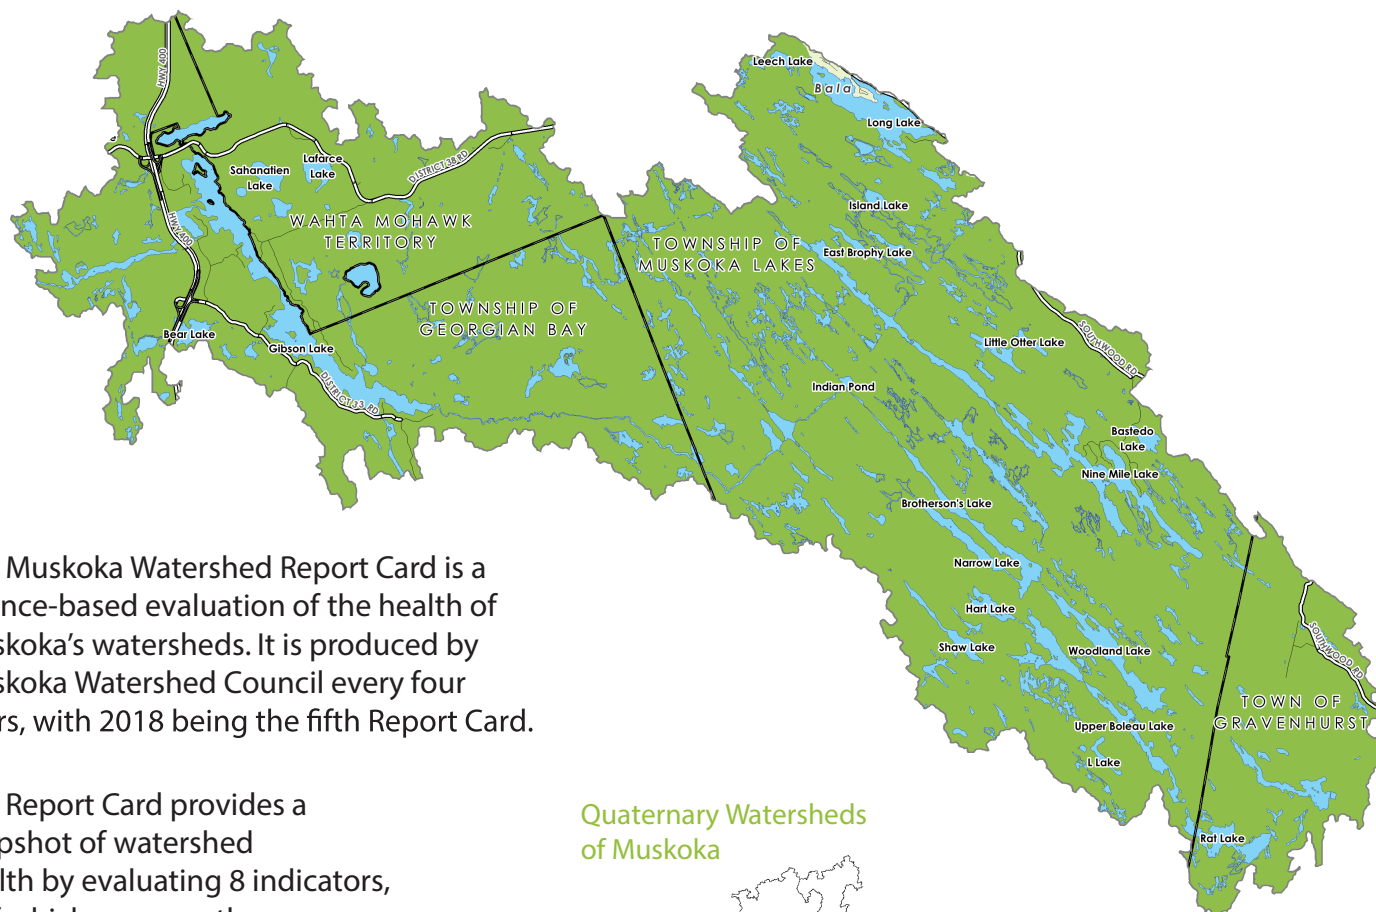 HWY 400
Leech Lake
Bala
Long Lake
Lafarce
Lake
Sahanatien
Lake
DISTRICT 38 RD
WAHTA MOHAWK
TERRITORY
HWY 400
Island Lake
TOWNSHIP OF
MUSKOKA LAKES
East Brophy Lake
TOWNSHIP OF
GEORGIAN BAY
Bear Lake
Gibson Lake
DISTRICT 33 RD
Little Otter Lake
SOUTHWOOD RD
Indian Pond
Bastedo
Lake
Nine Mile Lake
Brotherson's Lake
Narrow Lake
Hart Lake
Shaw Lake
Woodland Lake
SOUTHWOOD RD
TOWN OF
GRAVENHURST
Upper Boleau Lake
L Lake
Rat Lake
Muskoka Watershed Report Card is a
nce-based evaluation of the health of
skoka's watersheds. It is produced by
skoka Watershed Council every four
rs, with 2018 being the fifth Report Card.
Report Card provides a
pshot of watershed
lth by evaluating 8 indicators,
Quaternary Watersheds
of Muskoka